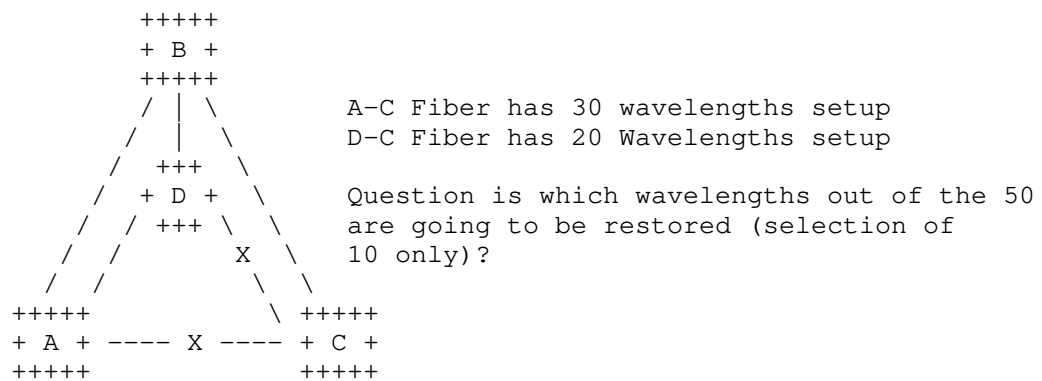 +++++
+ B +
+++++
/ | \ A-C Fiber has 30 wavelengths setup
/ | \ D-C Fiber has 20 Wavelengths setup
/ +++ \
/ + D + \ Question is which wavelengths out of the 50
/ / +++ \ \ are going to be restored (selection of
/ / X \ 10 only)?
/ / \ \
+++++ \ +++++
+ A + ---- X ---- + C +
+++++ +++++